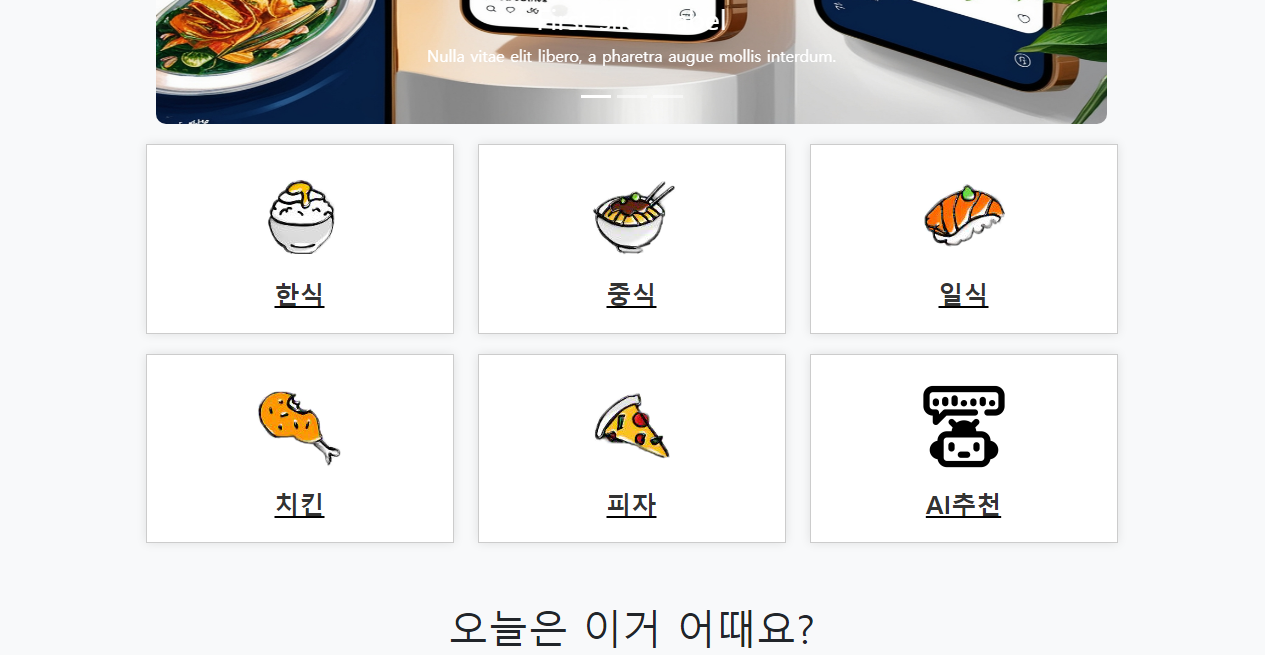 Nulla vitae elit libero, a pharetra augue mollis interdum.
한식
중식
일식
치킨
피자
AI추천
오늘은 이거 어때요?